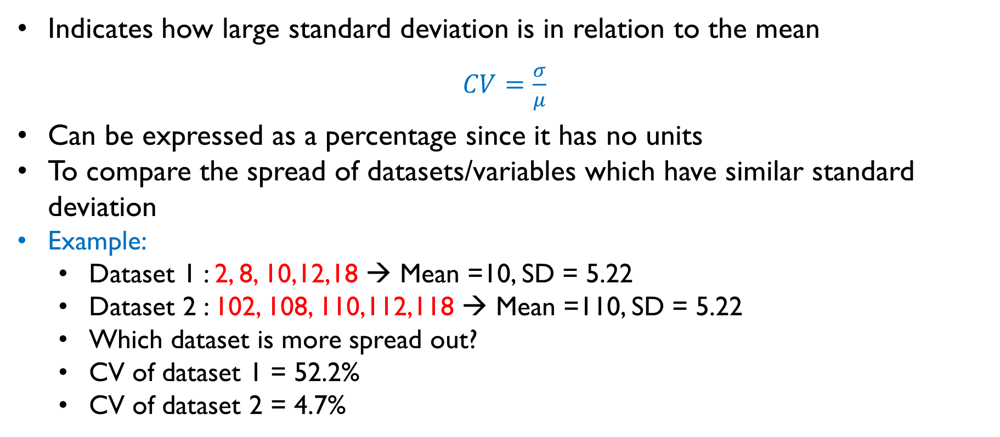 • Indicates how large standard deviation is in relation to the mean
CV = σ/μ
• Can be expressed as a percentage since it has no units
• To compare the spread of datasets/variables which have similar standard
deviation
• Example:
• Dataset 1 : 2, 8, 10,12,18 → Mean =10, SD = 5.22
• Dataset 2 : 102, 108, 110,112,118 → Mean =110, SD = 5.22
• Which dataset is more spread out?
• CV of dataset 1 = 52.2%
• CV of dataset 2 = 4.7%